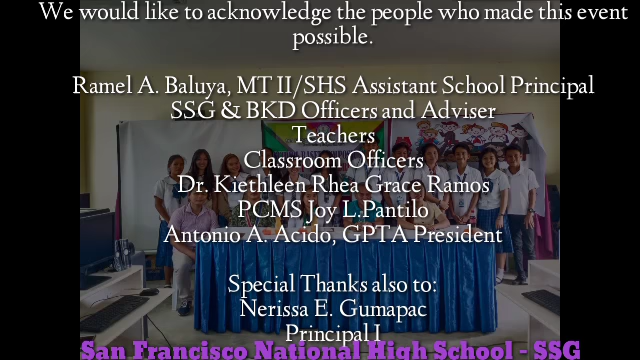 We would like to acknowledge the people who made this event
possible.
Ramel A. Baluya, MT II/SHS Assistant School Principal
SSG & BKD Officers and Adviser
Teachers
Classroom Officers
Dr. Kiethleen Rhea Grace Ramos
PCMS Joy L.Pantilo
Antonio A. Acido, GPTA President
Special Thanks also to:
Nerissa E. Gumapac
Principal I
San Francisco National High School - SSG